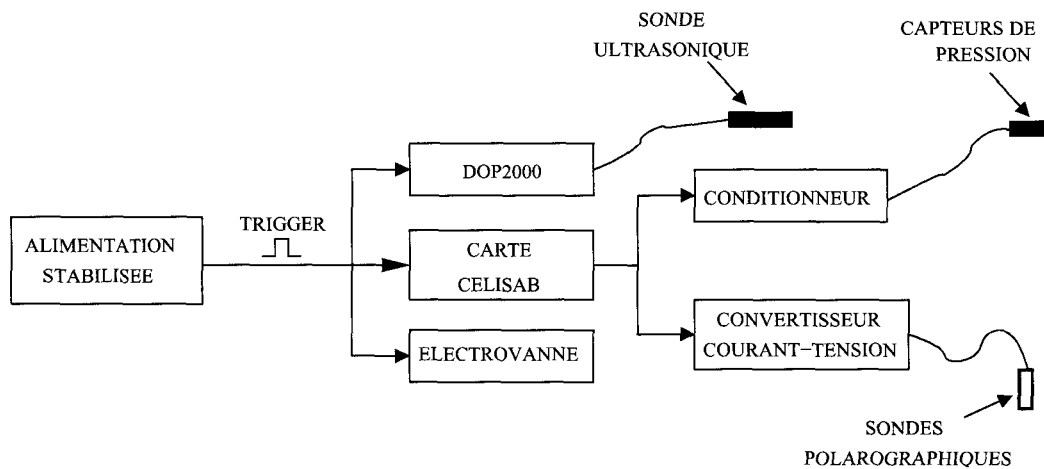 SONDE
ULTRASONIQUE
CAPTEURS DE
PRESSION
DOP2000
CONDITIONNEUR
TRIGGER
ALIMENTATION
STABILISEE
CARTE
CELISAB
CONVERTISSEUR
COURANT-TENSION
ELECTROVANNE
SONDES
POLAROGRAPHIQUES